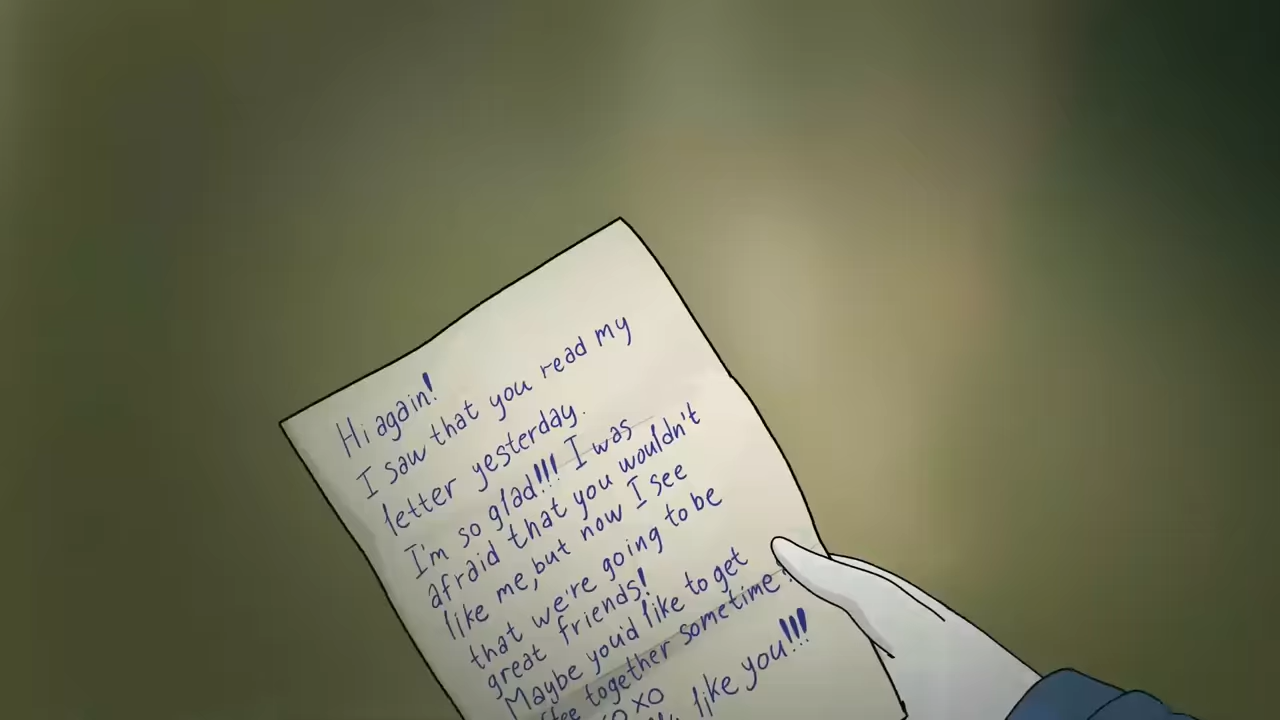 Hi again!
I saw that you read my
letter yesterday.
I'm so glad!!! I was
afraid that you wouldn't
like me, but now I see
that we're going to be
great friends!
Maybe you'd like to get
together sometime
xo
like you!!!